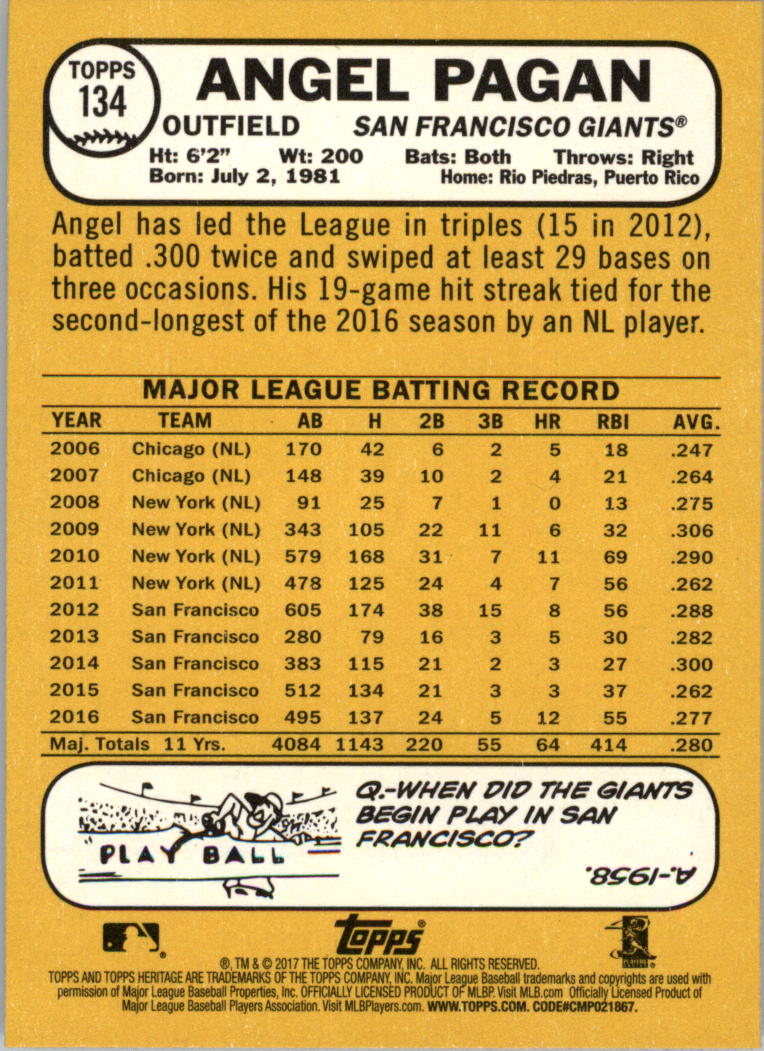 TOPPS
134
ANGEL PAGAN
OUTFIELD SAN FRANCISCO GIANTS®
Ht: 6'2" Wt: 200 Bats: Both Throws: Right
Born: July 2, 1981 Home: Rio Piedras, Puerto Rico
Angel has led the League in triples (15 in 2012),
batted .300 twice and swiped at least 29 bases on
three occasions. His 19-game hit streak tied for the
second-longest of the 2016 season by an NL player.
MAJOR LEAGUE BATTING RECORD
YEAR TEAM AB H 2B 3B HR RBI AVG.
2006 Chicago (NL) 170 42 6 2 5 18 .247
2007 Chicago (NL) 148 39 10 2 4 21 .264
2008 New York (NL) 91 25 7 1 0 13 .275
2009 New York (NL) 343 105 22 11 6 32 .306
2010 New York (NL) 579 168 31 7 11 69 .290
2011 New York (NL) 478 125 24 4 7 56 .262
2012 San Francisco 605 174 38 15 8 56 .288
2013 San Francisco 280 79 16 3 5 30 .282
2014 San Francisco 383 115 21 2 3 27 .300
2015 San Francisco 512 134 21 3 3 37 .262
2016 San Francisco 495 137 24 5 12 55 .277
Maj. Totals 11 Yrs. 4084 1143 220 55 64 414 .280
PLAY BALL
Q.-WHEN DID THE GIANTS
BEGIN PLAY IN SAN
FRANCISCO?
A-1958.
® topps® ®
®, TM & © 2017 THE TOPPS COMPANY, INC. ALL RIGHTS RESERVED.
TOPPS AND TOPPS HERITAGE ARE TRADEMARKS OF THE TOPPS COMPANY, INC. Major League Baseball trademarks and copyrights are used with
permission of Major League Baseball Properties, Inc. OFFICIALLY LICENSED PRODUCT OF MLBP. Visit MLB.com Officially Licensed Product of
Major League Baseball Players Association. Visit MLBPlayers.com. WWW.TOPPS.COM. CODE#CMP021867.